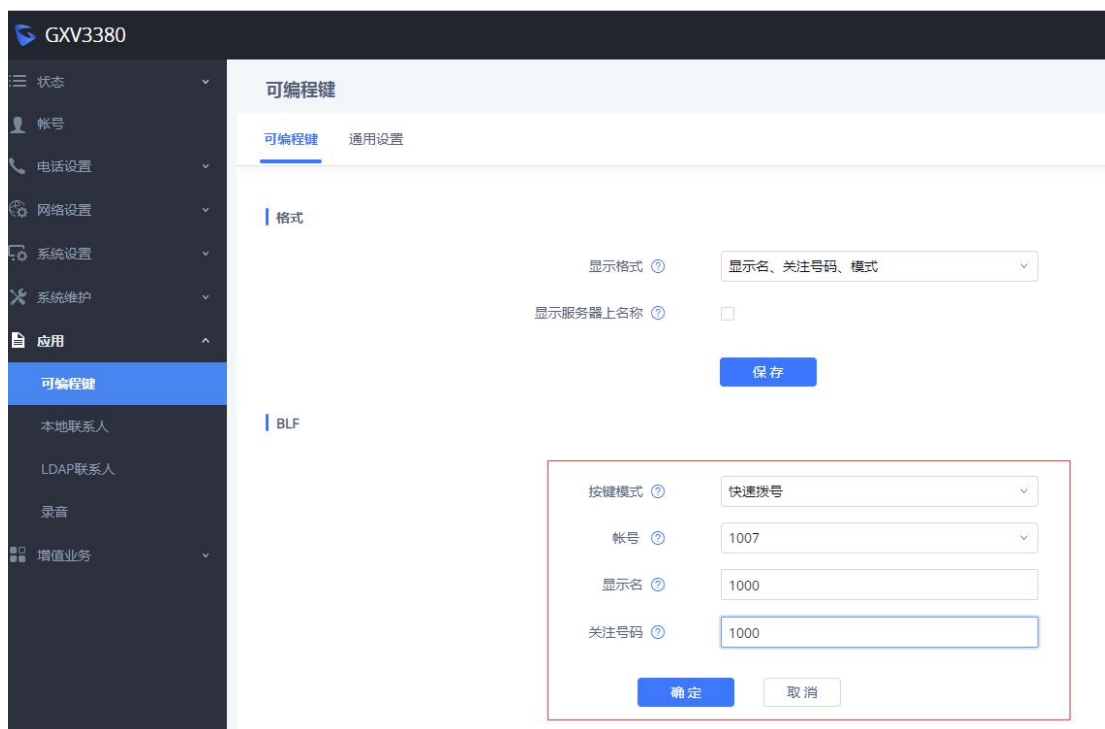 GXV3380
状态
帐号
电话设置
网络设置
系统设置
系统维护
应用
可编程键
本地联系人
LDAP联系人
录音
增值业务
可编程键
可编程键 通用设置
格式
显示格式 ? 显示名、关注号码、模式
显示服务器上名称 ?
保存
BLF
按键模式 ? 快速拨号
帐号 ? 1007
显示名 ? 1000
关注号码 ? 1000
确定 取消